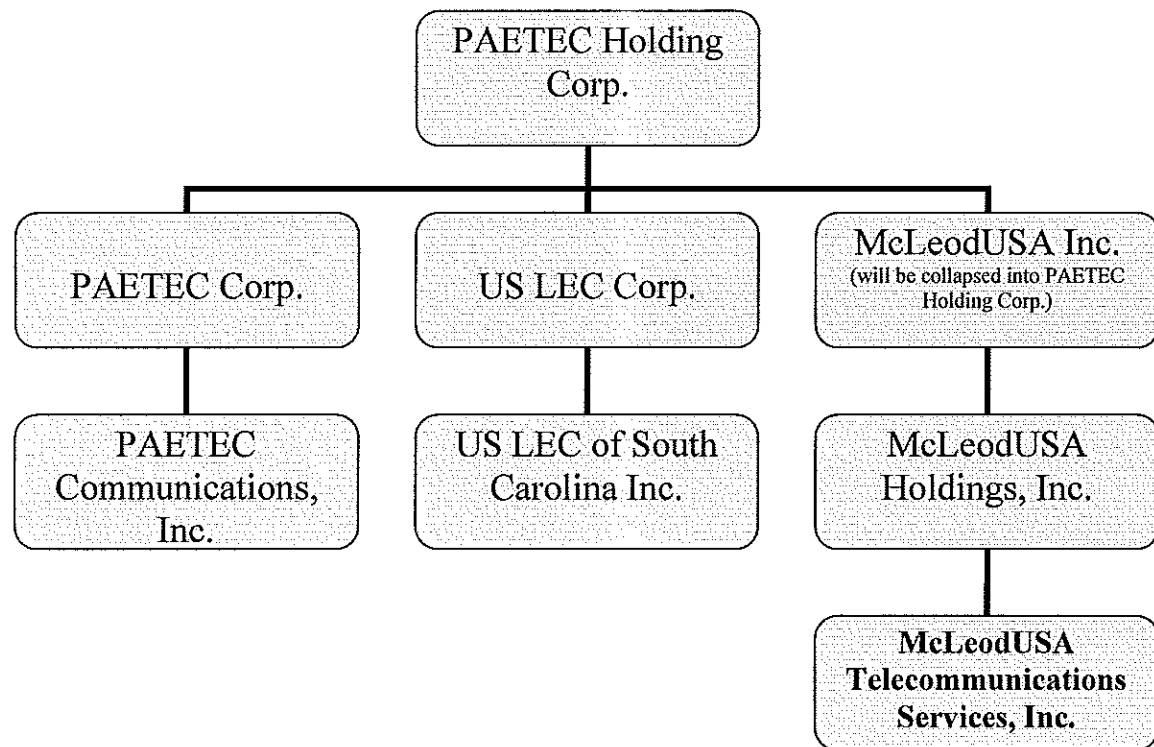 PAETEC Holding
Corp.
PAETEC Corp.
US LEC Corp.
McLeodUSA Inc.
(will be collapsed into PAETEC
Holding Corp.)
PAETEC
Communications,
Inc.
US LEC of South
Carolina Inc.
McLeodUSA
Holdings, Inc.
McLeodUSA
Telecommunications
Services, Inc.